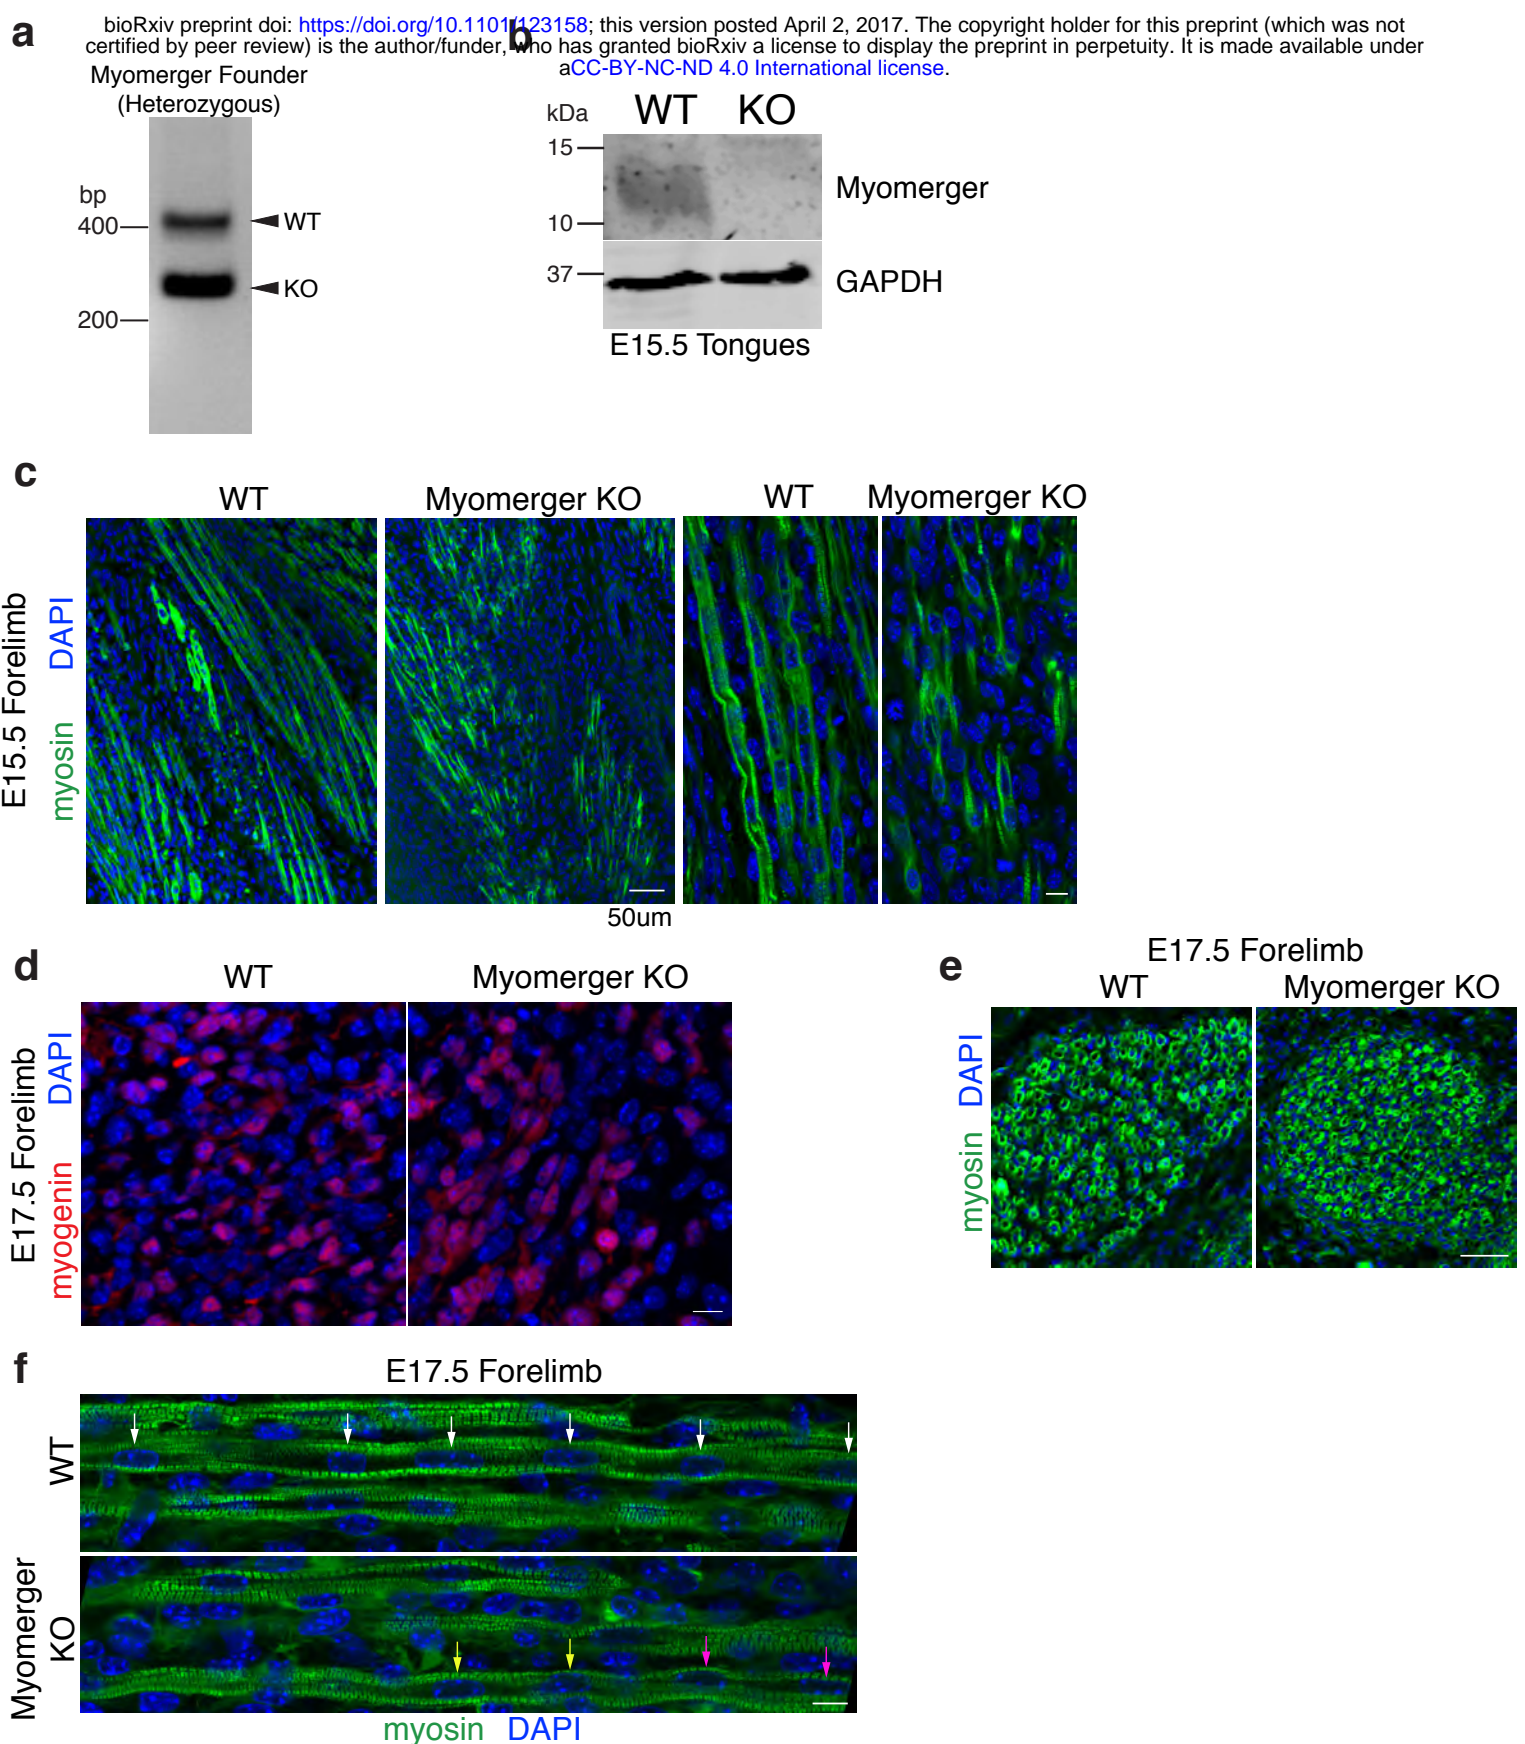 a
bioRxiv preprint doi: https://doi.org/10.1101/123158; this version posted April 2, 2017. The copyright holder for this preprint (which was not
certified by peer review) is the author/funder, who has granted bioRxiv a license to display the preprint in perpetuity. It is made available under
aCC-BY-NC-ND 4.0 International license.
Myomerger Founder
(Heterozygous)
bp
400
WT
KO
200
b
kDa
WT KO
15
Myomerger
10
37
GAPDH
E15.5 Tongues
c
WT
Myomerger KO
WT
Myomerger KO
E15.5 Forelimb
myosin DAPI
50um
d
WT
Myomerger KO
E17.5 Forelimb
myogenin DAPI
e
E17.5 Forelimb
WT
Myomerger KO
myosin DAPI
f
E17.5 Forelimb
WT
Myomerger
KO
myosin DAPI